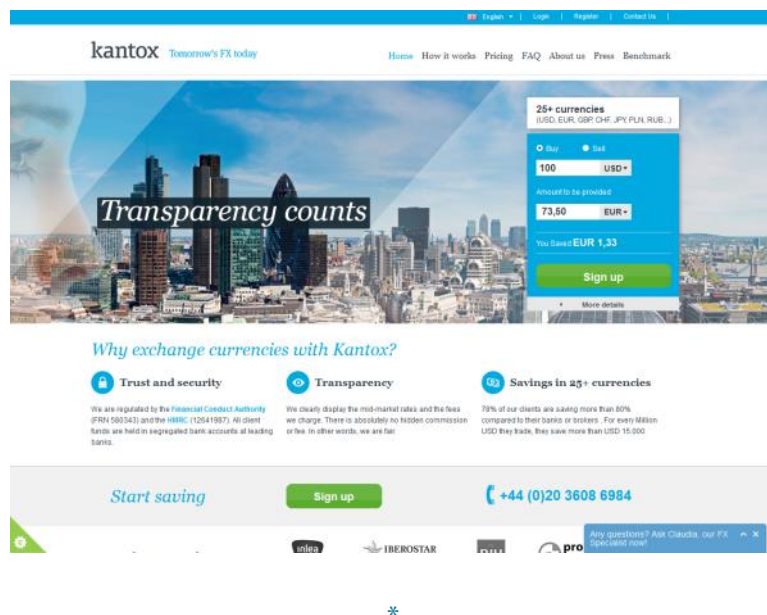 English
Login
Register
Contact Us
kantox
Tomorrow's FX today
Home How it works Pricing FAQ About us Press Benchmark
25+ currencies
(USD, EUR, GBP, CHF, JPY, PLN, RUB...)
Buy
Sell
100
USD
Amount to be provided
73,50
EUR
You Saved EUR 1,33
Sign up
More details
Transparency counts
Why exchange currencies with Kantox?
Trust and security
We are regulated by the Financial Conduct Authority
(FRN 580343) and the HMRC (12641987). All client
funds are held in segregated bank accounts at leading
banks.
Transparency
We clearly display the mid-market rates and the fees
we charge. There is absolutely no hidden commission
or fee. In other words, we are fair.
Savings in 25+ currencies
78% of our clients are saving more than 80%
compared to their banks or brokers . For every Million
USD they trade, they save more than USD 15.000
Start saving
Sign up
+44 (0)20 3608 6984
inlea
IBEROSTAR
pro
Any questions? Ask Claudia, our FX
Specialist now!
*